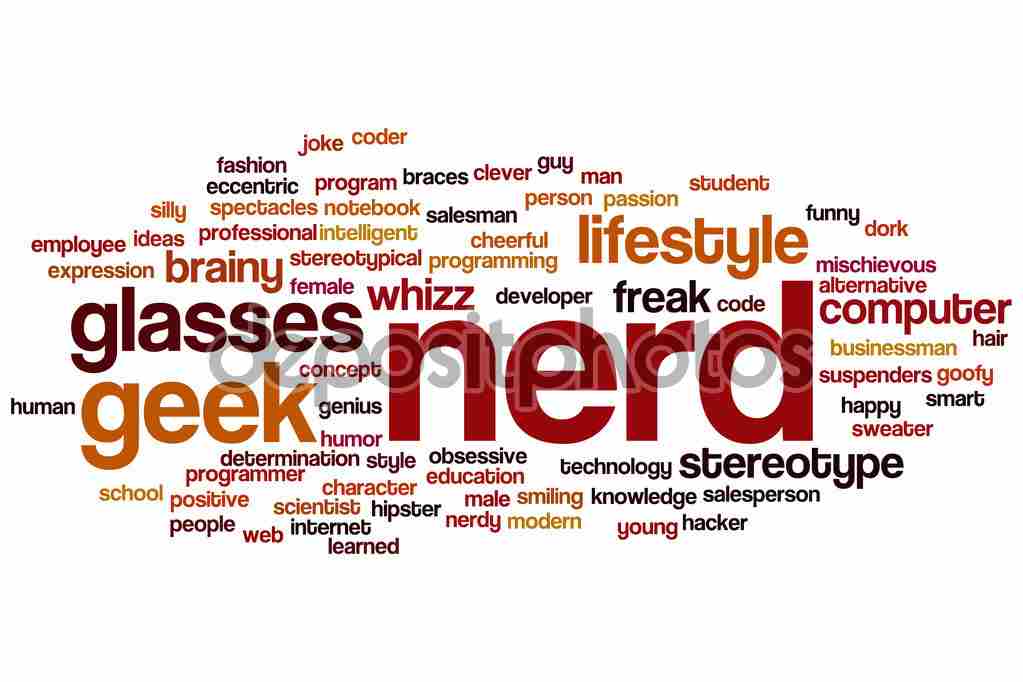 joke coder
fashion
guy
eccentric program braces clever man
student
silly spectacles notebook salesman person passion
funny
employee ideas professional intelligent cheerful lifestyle dork
expression brainy stereotypical programming mischievous
female whizz developer freak code alternative
glasses computer
depositphotos
nerd
hair
businessman
concept suspenders goofy
geek
human genius happy smart
humor sweater
determination style obsessive technology stereotype
programmer education
school positive character male smiling knowledge salesperson
scientist hipster
people internet nerdy modern young hacker
web
learned